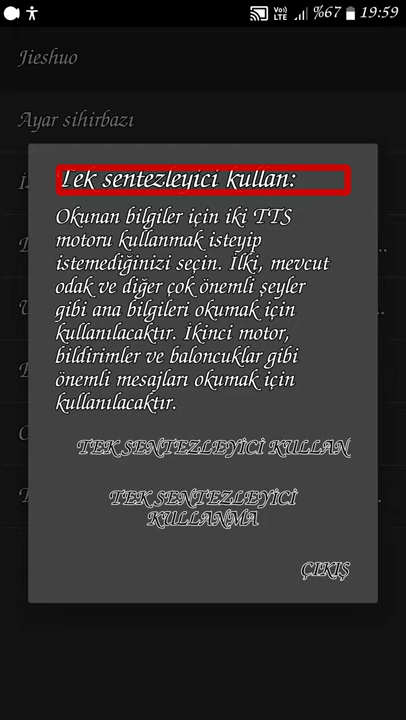 Vo))
LTE
%67
19:59
Jieshuo
Ayar sihirbazı
Tek sentezleyici kullan:
Okunan bilgiler için iki TTS
motoru kullanmak isteyip
istemediğinizi seçin. İlki, mevcut
odak ve diğer çok önemli şeyler
gibi ana bilgileri okumak için
kullanılacaktır. İkinci motor,
bildirimler ve baloncuklar gibi
önemli mesajları okumak için
kullanılacaktır.
TEK SENTEZLEYİCİ KULLAN
TEK SENTEZLEYİCİ
KULLANMA
ÇIKIŞ